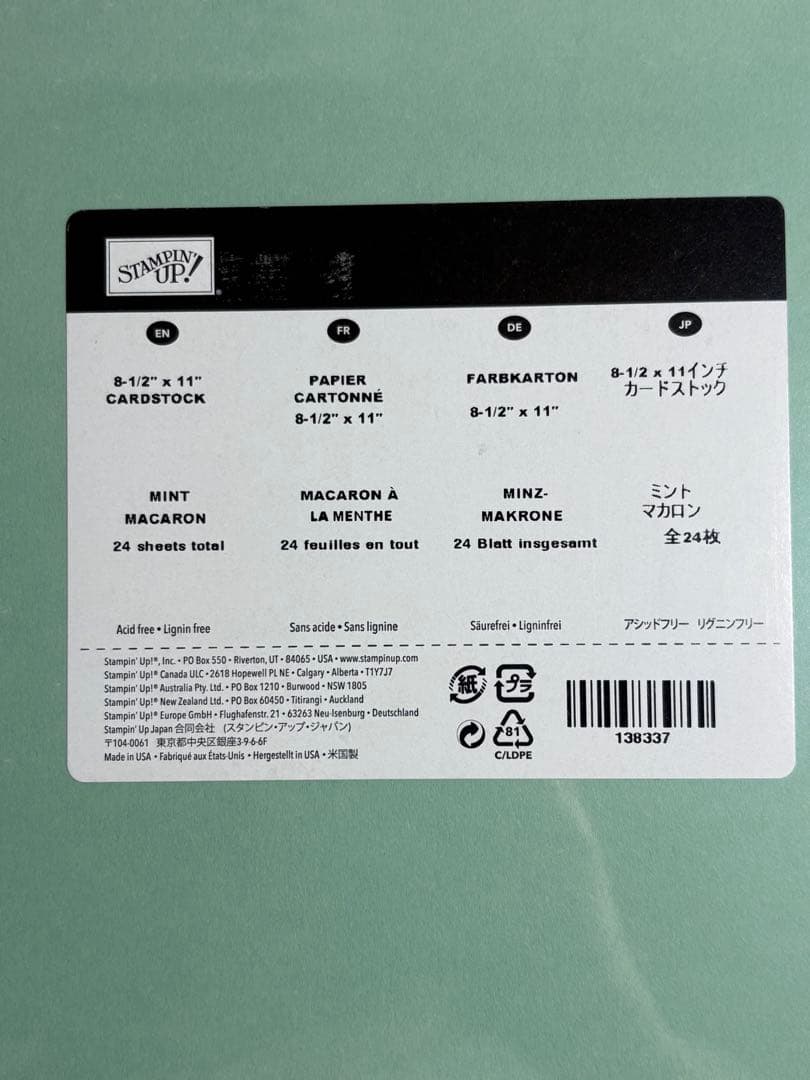 STAMPIN' UP!®
EN
8-1/2" x 11"
CARDSTOCK
MINT
MACARON
24 sheets total
Acid free • Lignin free
FR
PAPIER
CARTONNÉ
8-1/2" x 11"
MACARON À
LA MENTHE
24 feuilles en tout
Sans acide • Sans lignine
DE
FARBKARTON
8-1/2" x 11"
MINZ-
MAKRONE
24 Blatt insgesamt
Säurefrei • Ligninfrei
JP
8-1/2 x 11インチ
カードストック
ミント
マカロン
全24枚
アシッドフリー リグニンフリー
Stampin' Up!®, Inc. • PO Box 550 • Riverton, UT • 84065 • USA • www.stampinup.com
Stampin' Up!® Canada ULC • 2618 Hopewell PL NE • Calgary • Alberta • T1Y7J7
Stampin' Up!® Australia Pty. Ltd. • PO Box 1210 • Burwood • NSW 1805
Stampin' Up!® New Zealand Ltd. • PO Box 60450 • Titirangi • Auckland
Stampin' Up!® Europe GmbH • Flughafenstr. 21 • 63263 Neu-Isenburg • Deutschland
Stampin' Up Japan 合同会社 (スタンピン・アップ・ジャパン)
〒104-0061 東京都中央区銀座3-9-6-6F
Made in USA • Fabriqué aux États-Unis • Hergestellt in USA • 米国製
紙
プラ
81
C/LDPE
138337